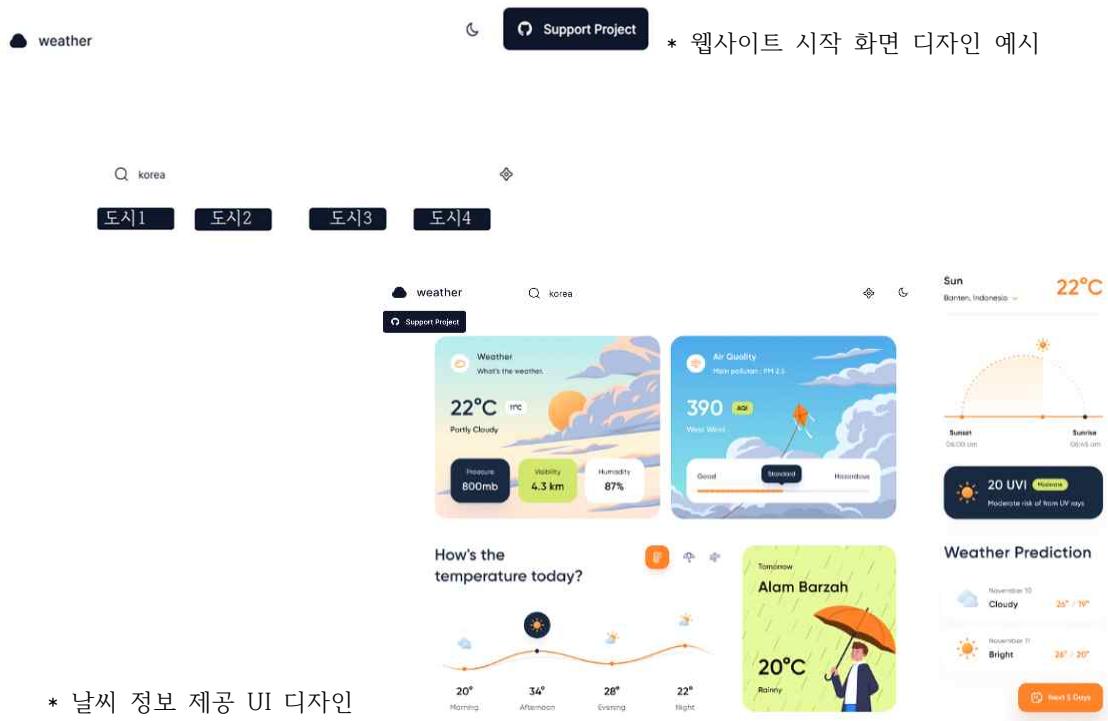 weather
Support Project
* 웹사이트 시작 화면 디자인 예시
korea
도시1 도시2 도시3 도시4
weather
korea
Support Project
Weather
What's the weather.
22°C 11°C
Partly Cloudy
Pressure
800mb
Visibility
4.3 km
Humadity
87%
Air Quality
Main pollutan : PM 2.5
390 AQI
West Wind
Good
Standard
Hazardous
Sun
Banten, Indonesia
22°C
Sunset
Sunrise
06:45 am
20 UVI Moderate
Moderate risk of from UV rays
How's the
temperature today?
20° 34° 28° 22°
Morning Afternoon Evening Night
Tomorrow
Alam Barzah
20°C
Rainny
Weather Prediction
November 10
Cloudy
26° / 19°
November 11
Bright
26° / 20°
Next 5 Days
* 날씨 정보 제공 UI 디자인